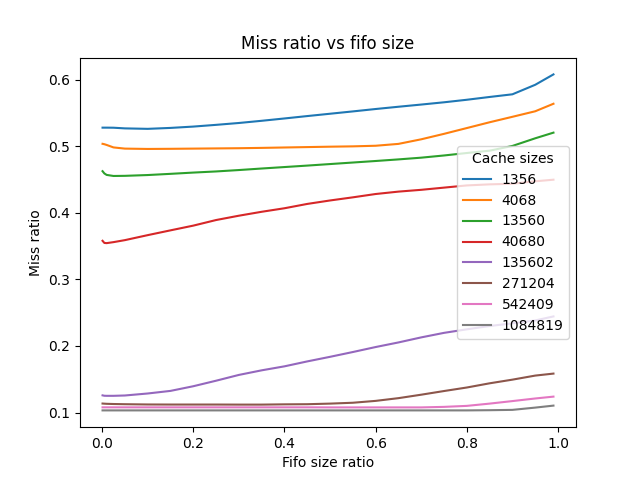 Miss ratio vs fifo size
0.6
0.5
0.4
0.3
0.2
0.1
Miss ratio
Cache sizes
1356
4068
13560
40680
135602
271204
542409
1084819
0.0 0.2 0.4 0.6 0.8 1.0
Fifo size ratio